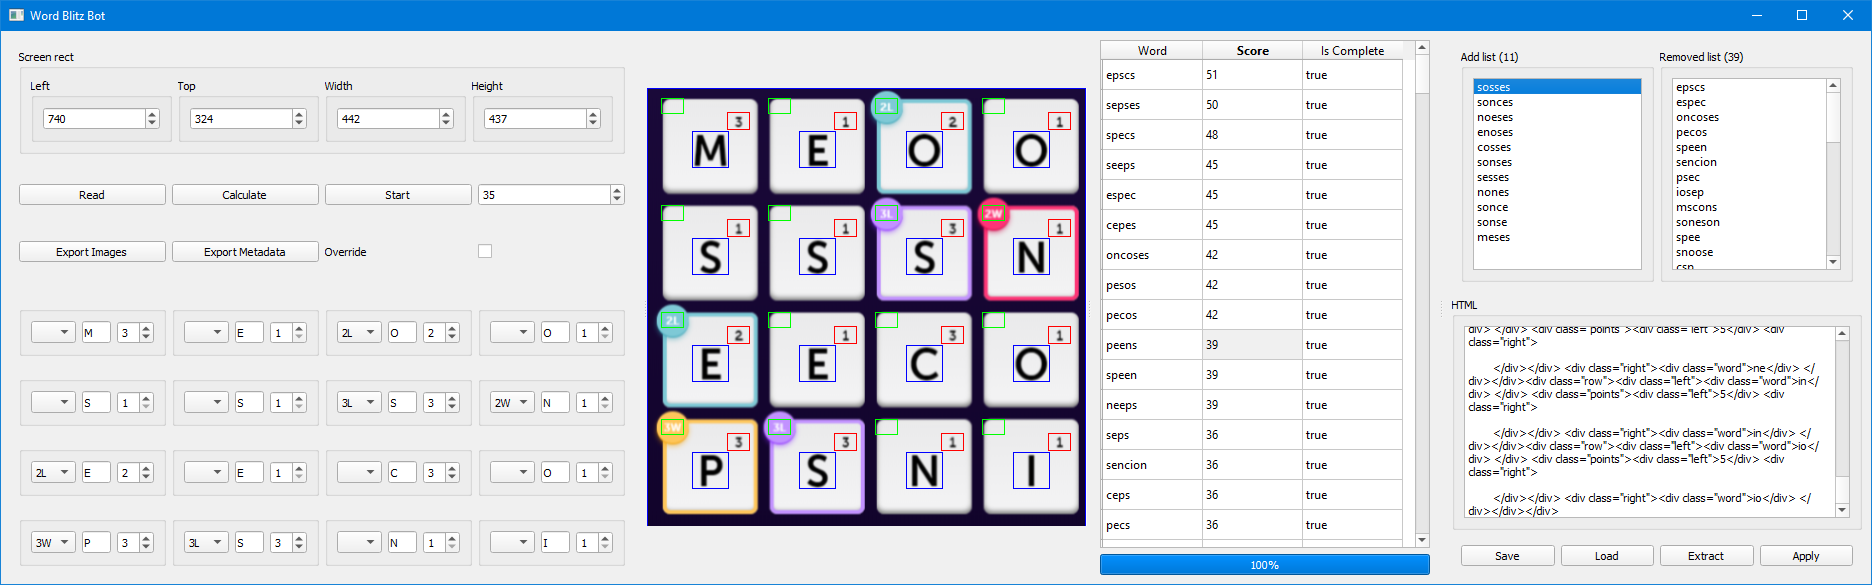 Word Blitz Bot
Screen rect
Left Top Width Height
740 324 442 437
Read Calculate Start 35
Export Images Export Metadata Override
M 3 E 1 2L O 2 O 1
S 1 S 1 3L S 3 2W N 1
2L E 2 E 1 C 3 O 1
3W P 3 3L S 3 N 1 I 1
3 1 2L 2 1
M E O O
1 1 3L 3 2W 1
S S S N
2L 2 1 3 1
E E C O
3W 3 3L 3 1 1
P S N I
Word Score Is Complete
epscs 51 true
sepses 50 true
specs 48 true
seeps 45 true
espec 45 true
cepes 45 true
oncoses 42 true
pesos 42 true
pecos 42 true
peens 39 true
speen 39 true
neeps 39 true
seps 36 true
sencion 36 true
ceps 36 true
pecs 36 true
100%
Add list (11)
sosses
sonces
noeses
enoses
cosses
sonses
sesses
nones
sonce
sonse
meses
Removed list (39)
epscs
espec
oncoses
pecos
speen
sencion
psec
iosep
mscons
soneson
spee
snoose
csn
HTML
div> </div> <div class="points"><div class="left">5</div> <div
class="right">
</div></div> <div class="right"><div class="word">ne</div> </
div></div><div class="row"><div class="left"><div class="word">in</
div> </div> <div class="points"><div class="left">5</div> <div
class="right">
</div></div> <div class="right"><div class="word">in</div> </
div></div><div class="row"><div class="left"><div class="word">io</
div> </div> <div class="points"><div class="left">5</div> <div
class="right">
</div></div> <div class="right"><div class="word">io</div> </
div></div></div>
Save Load Extract Apply